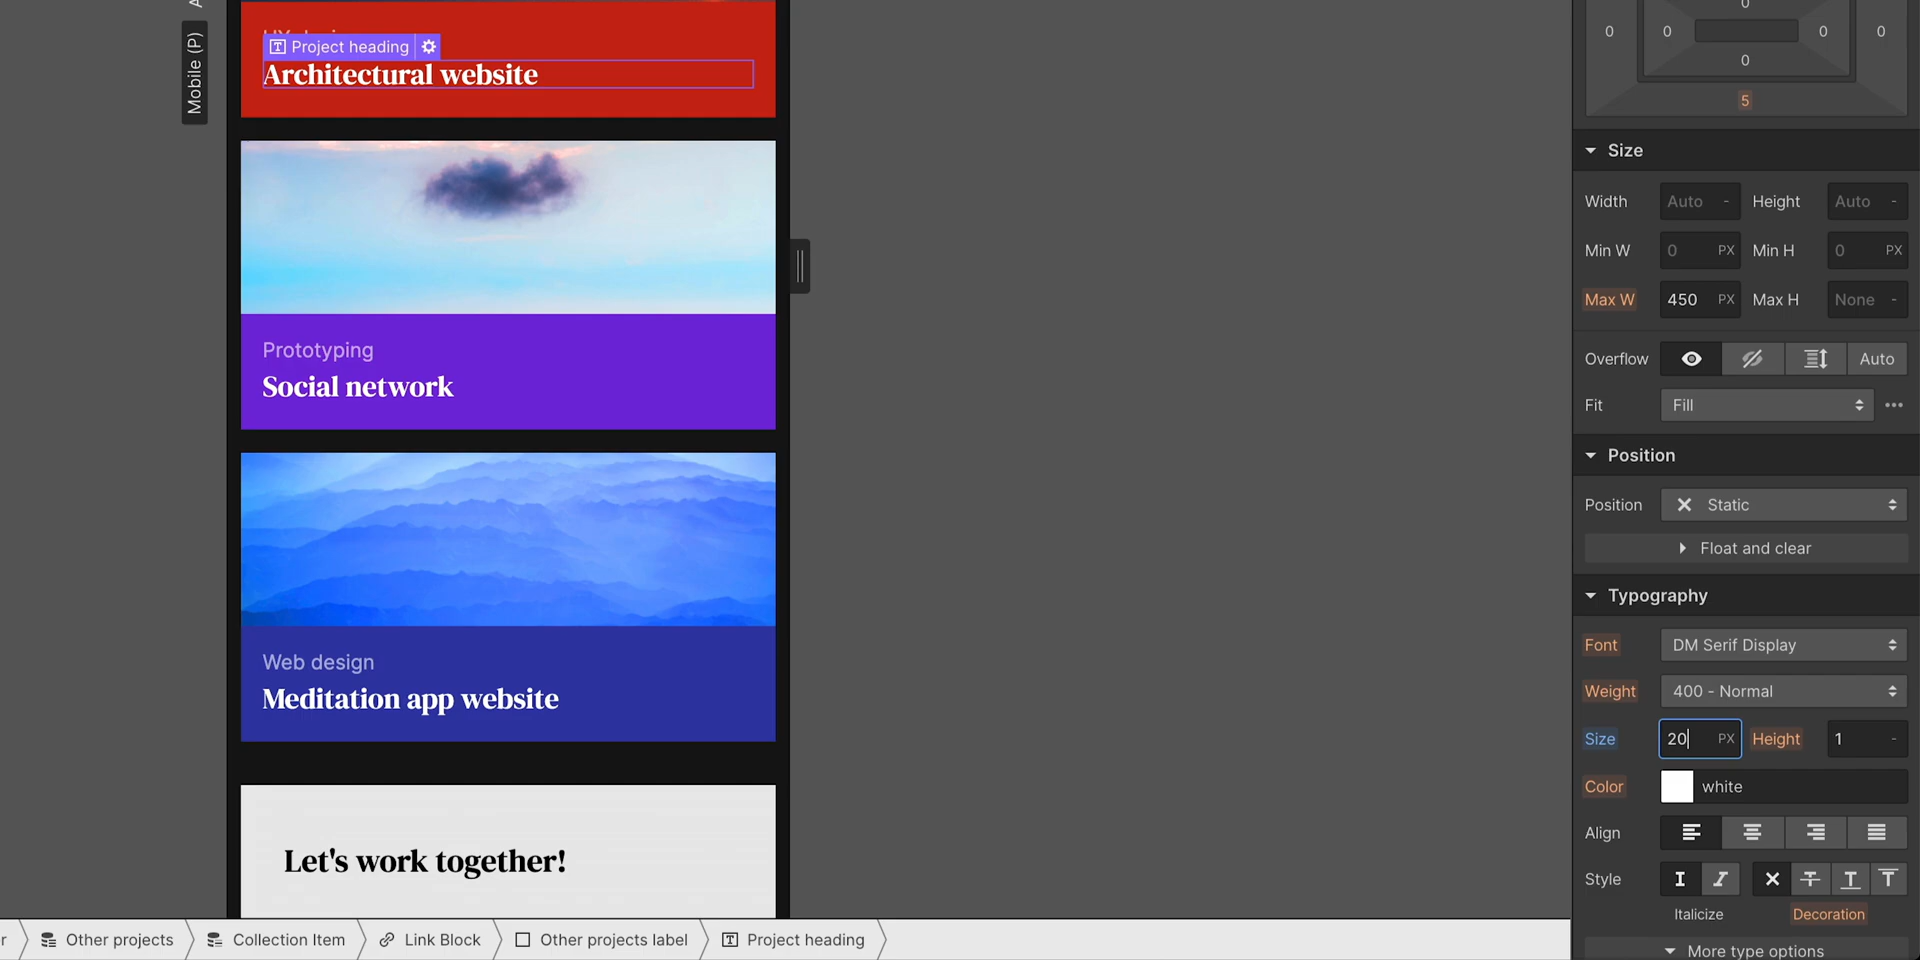 Mobile (P)
Project heading
Architectural website
Prototyping
Social network
Web design
Meditation app website
Let's work together!
0
0 0 0 0
0
5
Size
Width Auto - Height Auto -
Min W 0 PX Min H 0 PX
Max W 450 PX Max H None -
Overflow Auto
Fit Fill
Position
Position Static
Float and clear
Typography
Font DM Serif Display
Weight 400 - Normal
Size 20 PX Height 1 -
Color white
Align
Style
Italicize Decoration
More type options
r Other projects Collection Item Link Block Other projects label Project heading